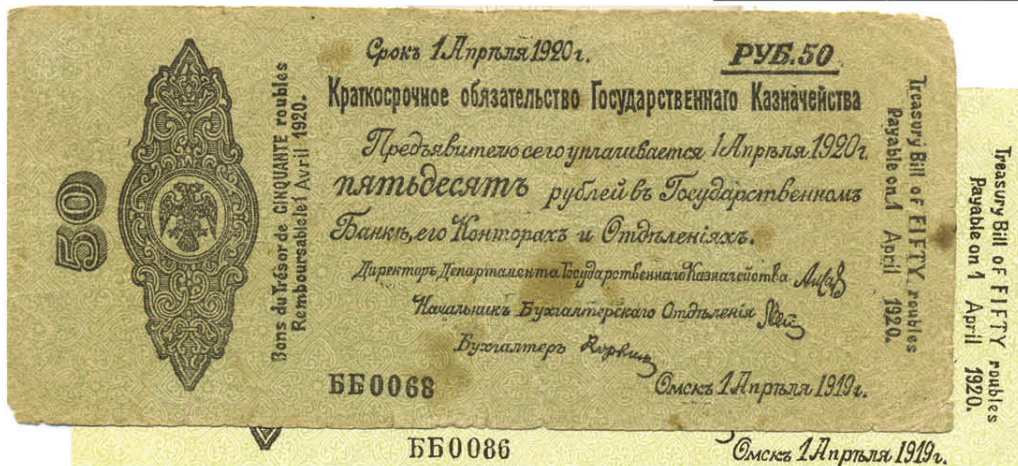 Срокъ 1 Апрѣля 1920 г.
РУБ. 50
Краткосрочное обязательство Государственнаго Казначейства
Предъявителю сего уплачивается 1 Апрѣля 1920 г.
пятьдесятъ рублей въ Государственномъ
Банкѣ, его Конторахъ и Отдѣленіяхъ.
Директоръ Департамента Государственнаго Казначейства
Начальникъ Бухгалтерскаго Отдѣленія
Бухгалтеръ
ББ0068
Омскъ 1 Апрѣля 1919 г.
50
Bons du Trésor de CINQUANTE roubles
Remboursable le 1 Avril 1920.
Treasury Bill of FIFTY roubles
Payable on 1 April 1920.
Treasury Bill of FIFTY roubles
Payable on 1 April 1920.
ББ0086
Омскъ 1 Апрѣля 1919 г.